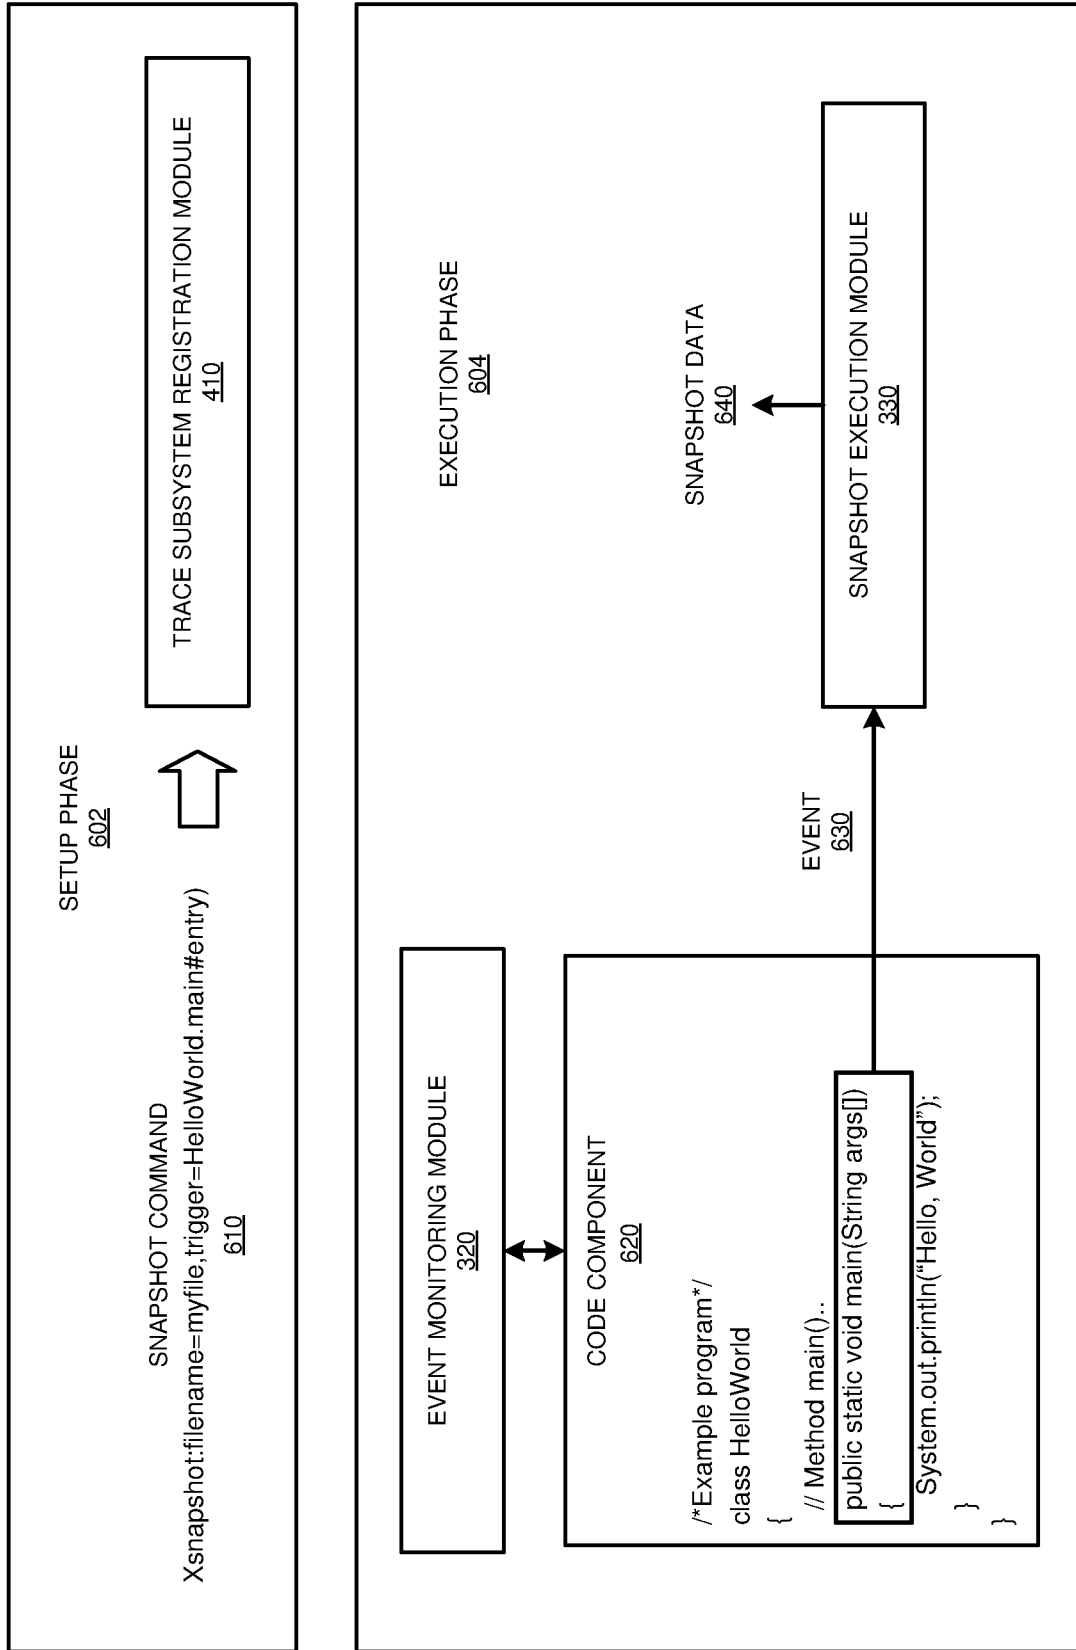 SETUP PHASE
602
SNAPSHOT COMMAND
Xsnapshot:filename=myfile,trigger=HelloWorld.main#entry)
610
TRACE SUBSYSTEM REGISTRATION MODULE
410
EXECUTION PHASE
604
EVENT MONITORING MODULE
320
CODE COMPONENT
620
/*Example program*/
class HelloWorld
{
// Method main()..
public static void main(String args[])
{
System.out.println(“Hello, World”);
}
}
EVENT
630
SNAPSHOT DATA
640
SNAPSHOT EXECUTION MODULE
330